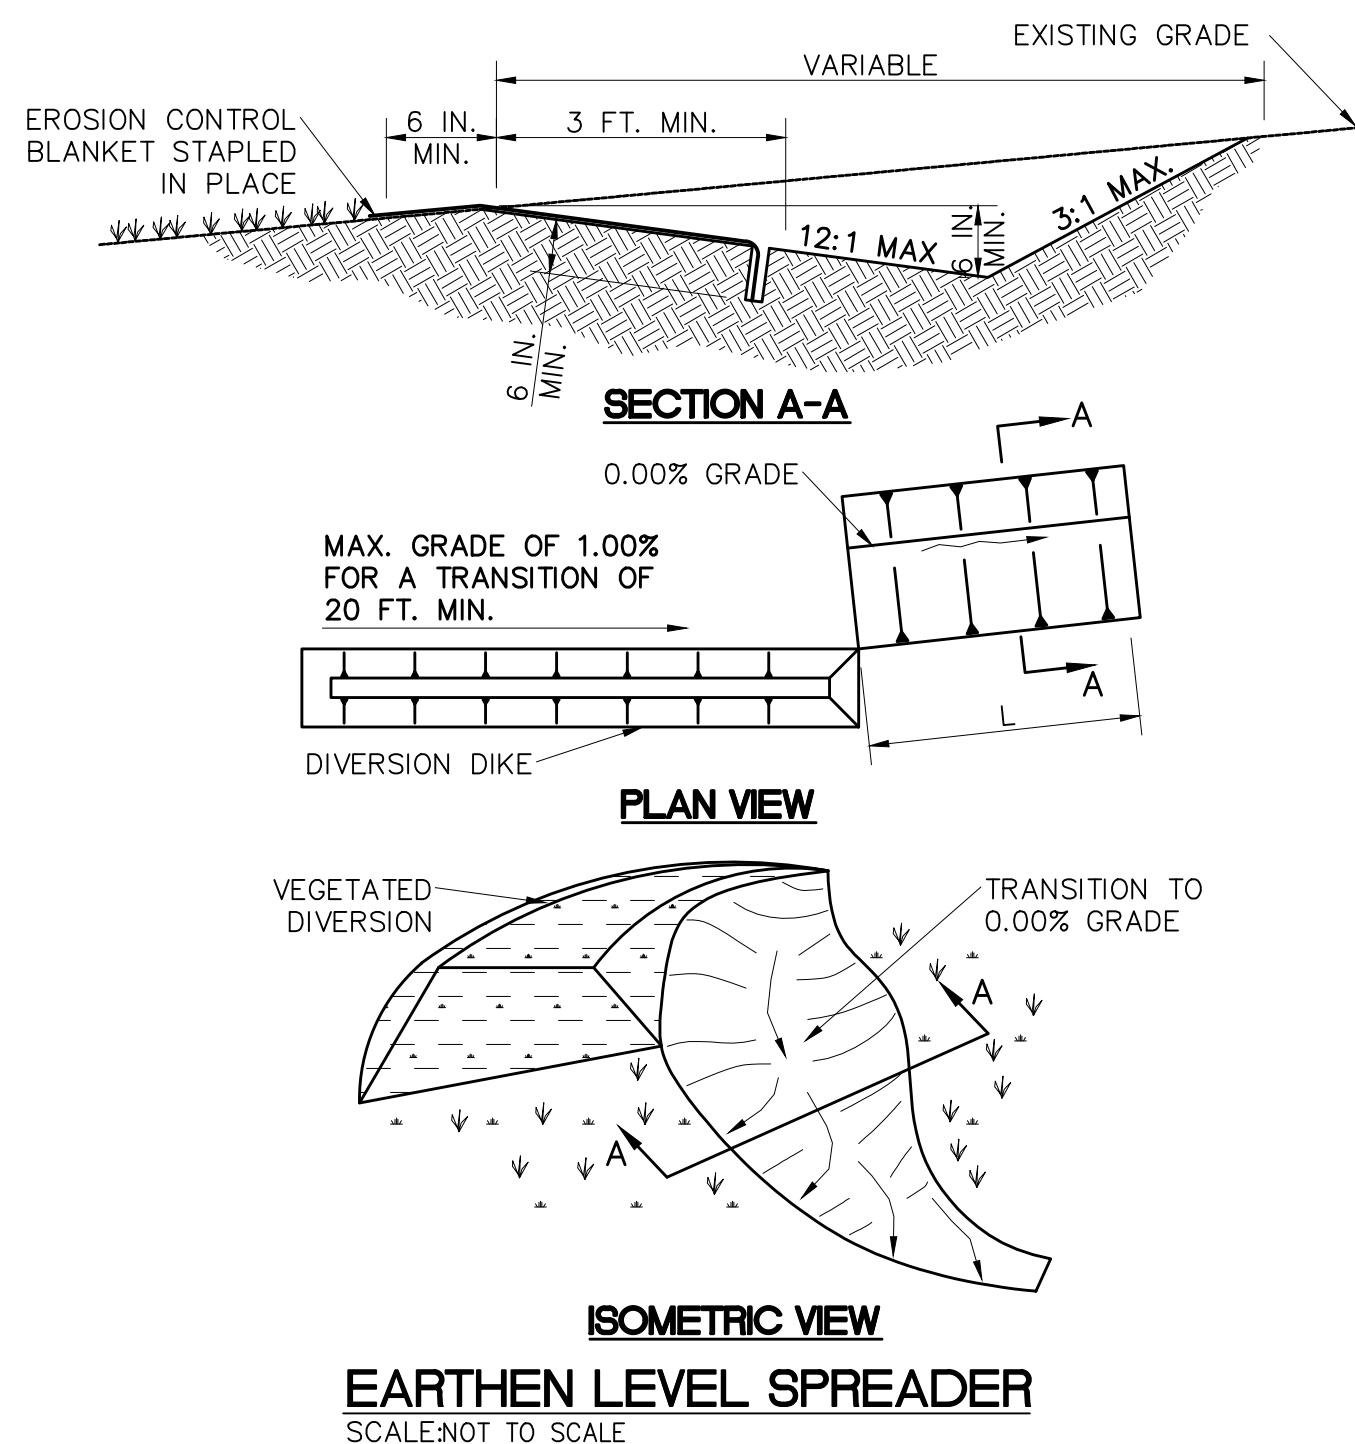 EXISTING GRADE
VARIABLE
EROSION CONTROL
BLANKET STAPLED
IN PLACE
6 IN.
MIN.
3 FT. MIN.
12:1 MAX
6 IN.
MIN.
3:1 MAX.
6 IN.
MIN.
SECTION A-A
A
0.00% GRADE
MAX. GRADE OF 1.00%
FOR A TRANSITION OF
20 FT. MIN.
A
L
DIVERSION DIKE
PLAN VIEW
VEGETATED
DIVERSION
TRANSITION TO
0.00% GRADE
A
A
ISOMETRIC VIEW
EARTHEN LEVEL SPREADER
SCALE:NOT TO SCALE